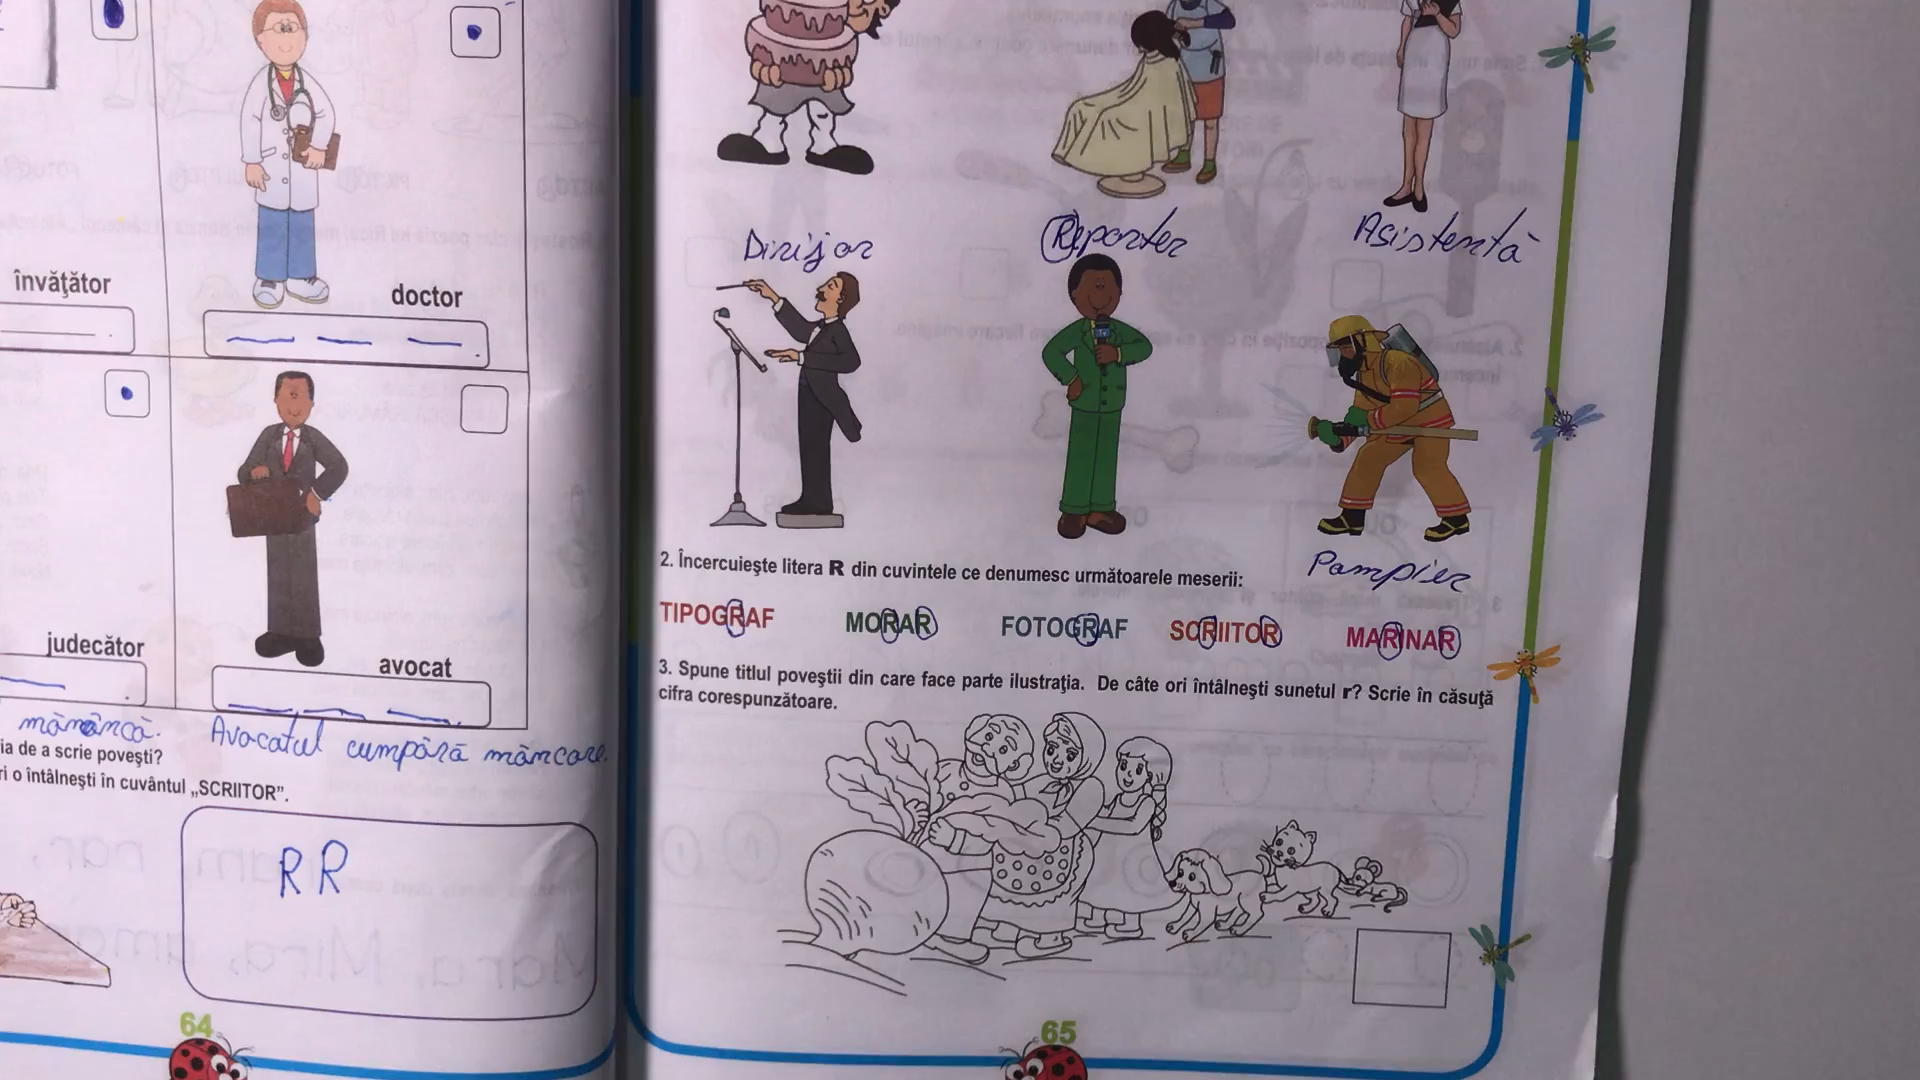 învăţător
doctor
judecător
avocat
mănâncă.
Avocatul cumpără mâncare.
ia de a scrie poveşti?
ri o întâlneşti în cuvântul „SCRIITOR”.
R R
64
Dirijor
Reporter
Asistentă
Pompier
2. Încercuieşte litera R din cuvintele ce denumesc următoarele meserii:
TIPOGRAF MORAR FOTOGRAF SCRIITOR MARINAR
3. Spune titlul poveştii din care face parte ilustraţia. De câte ori întâlneşti sunetul r? Scrie în căsuţă
cifra corespunzătoare.
65